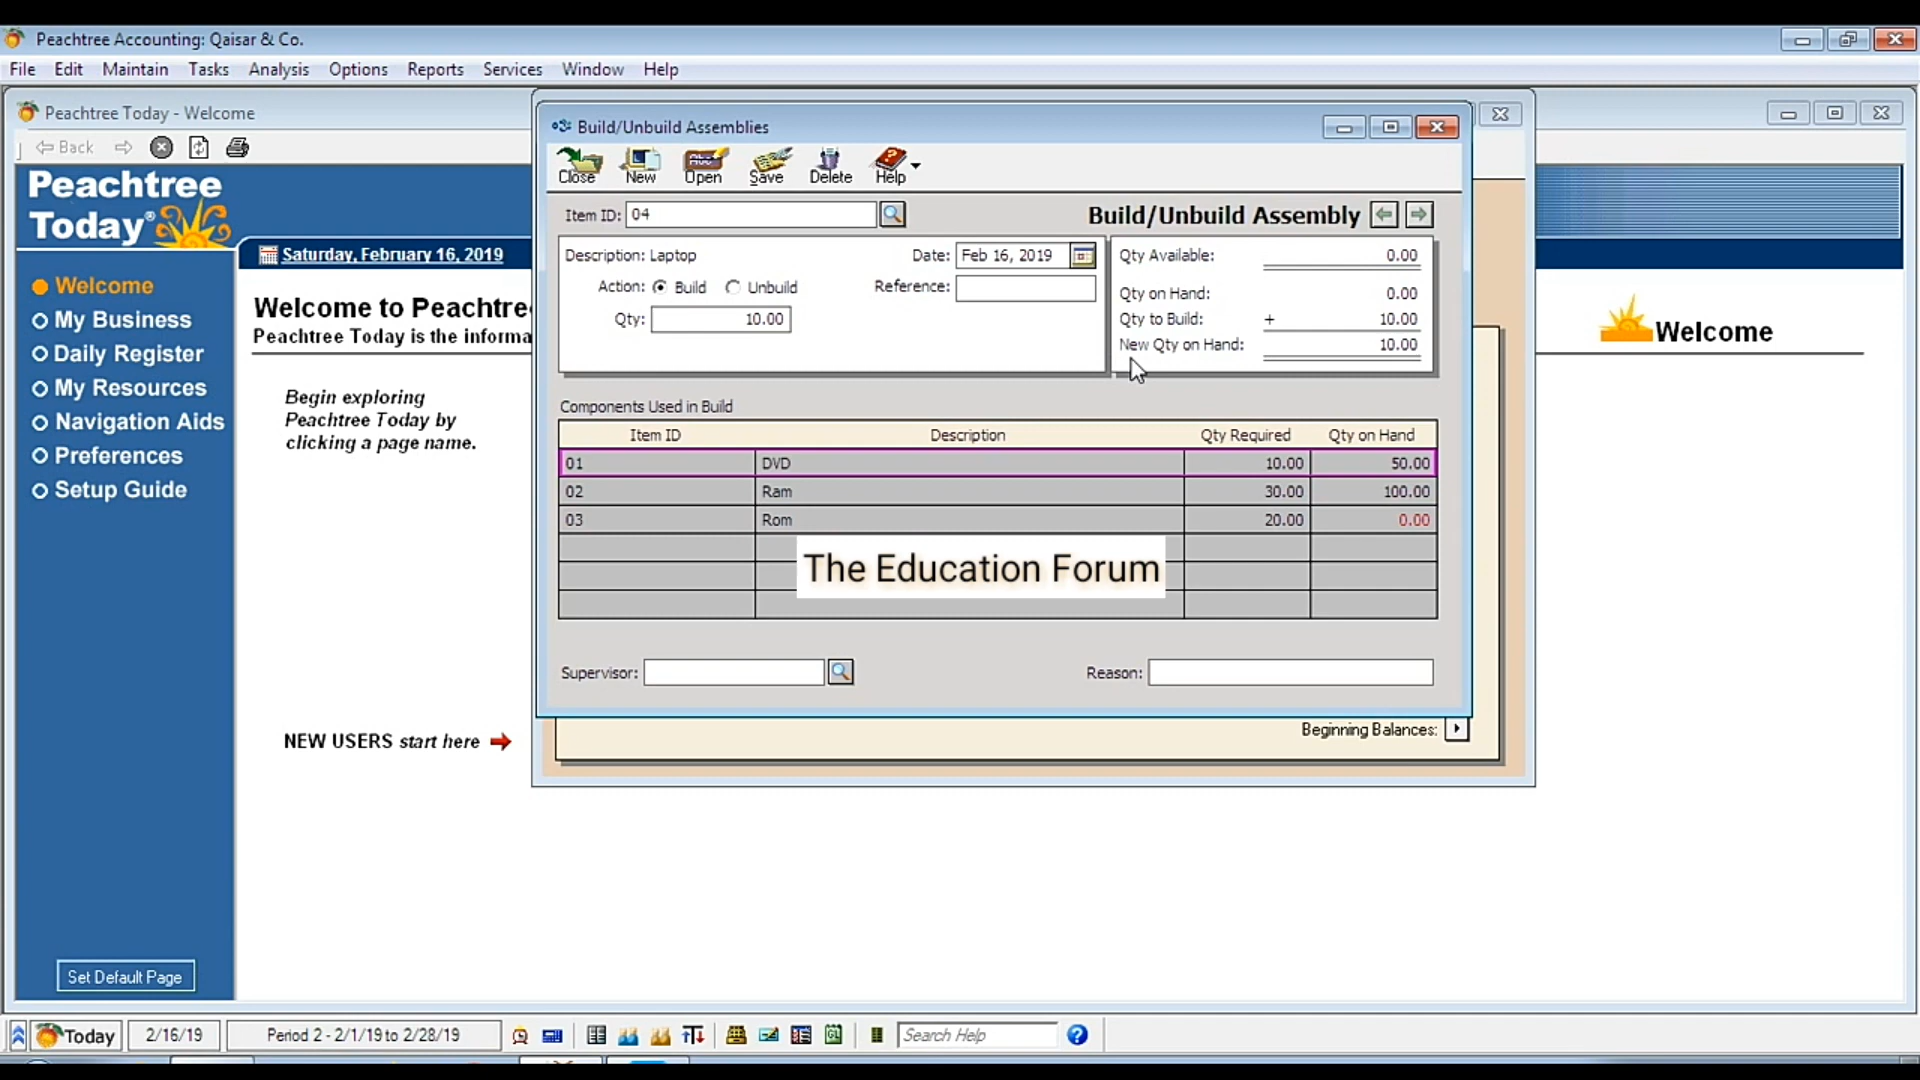 Peachtree Accounting: Qaisar & Co.
File Edit Maintain Tasks Analysis Options Reports Services Window Help
Peachtree Today - Welcome
Back
Peachtree
Today®
Saturday, February 16, 2019
Welcome
My Business
Daily Register
My Resources
Navigation Aids
Preferences
Setup Guide
Set Default Page
Welcome to Peachtre
Peachtree Today is the informa
Begin exploring
Peachtree Today by
clicking a page name.
NEW USERS start here
Welcome
Build/Unbuild Assemblies
Close New Open Save Delete Help
Item ID: 04
Build/Unbuild Assembly
Description: Laptop
Date: Feb 16, 2019
Action: Build Unbuild
Reference:
Qty: 10.00
Qty Available: 0.00
Qty on Hand: 0.00
Qty to Build: + 10.00
New Qty on Hand: 10.00
Components Used in Build
Item ID Description Qty Required Qty on Hand
01 DVD 10.00 50.00
02 Ram 30.00 100.00
03 Rom 20.00 0.00
The Education Forum
Supervisor:
Reason:
Beginning Balances:
Today 2/16/19 Period 2 - 2/1/19 to 2/28/19 Search Help